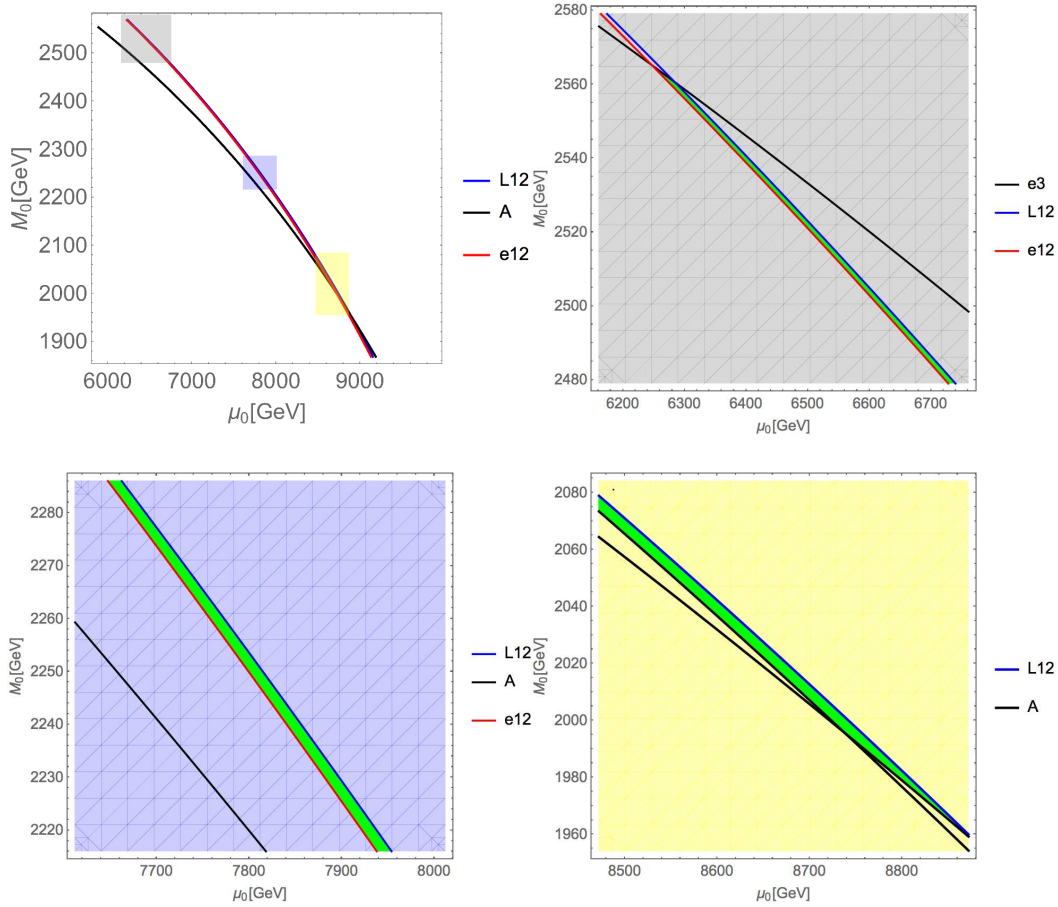 2500
2400
2300
2200
2100
2000
1900
M₀[GeV]
6000 7000 8000 9000
μ₀[GeV]
L12
A
e12
2580
2560
2540
2520
2500
2480
M₀[GeV]
6200 6300 6400 6500 6600 6700
μ₀[GeV]
e3
L12
e12
2280
2270
2260
2250
2240
2230
2220
M₀[GeV]
7700 7800 7900 8000
μ₀[GeV]
L12
A
e12
2080
2060
2040
2020
2000
1980
1960
M₀[GeV]
8500 8600 8700 8800
μ₀[GeV]
L12
A